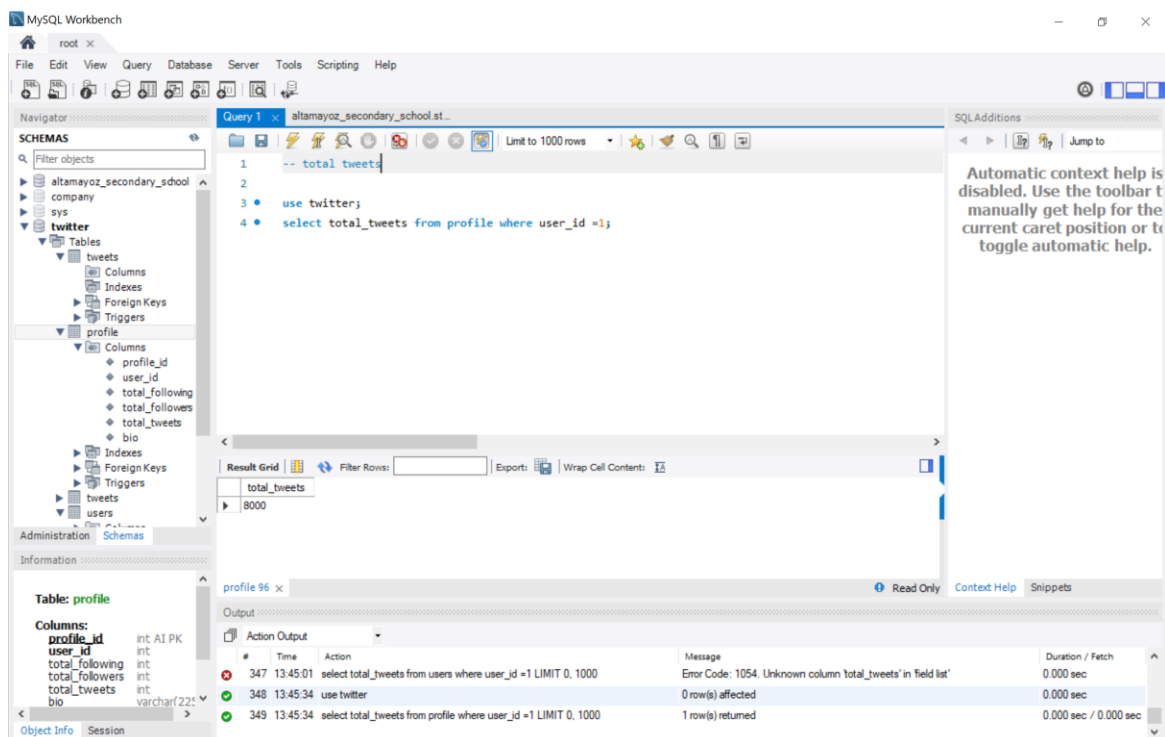 MySQL Workbench
root
File Edit View Query Database Server Tools Scripting Help
Navigator
SCHEMAS
Filter objects
altamayoz_secondary_school
company
sys
twitter
Tables
tweets
Columns
Indexes
Foreign Keys
Triggers
profile
Columns
profile_id
user_id
total_following
total_followers
total_tweets
bio
Indexes
Foreign Keys
Triggers
tweets
users
Columns
Administration Schemas
Information
Table: profile
Columns:
profile_id int AI PK
user_id int
total_following int
total_followers int
total_tweets int
bio varchar(225
Object Info Session
Query 1 altamayoz_secondary_school.st...
Limit to 1000 rows
1 -- total tweets
2
3 use twitter;
4 select total_tweets from profile where user_id =1;
Result Grid Filter Rows: Export: Wrap Cell Content:
total_tweets
8000
profile 96 Read Only
Output
Action Output
# Time Action Message Duration / Fetch
347 13:45:01 select total_tweets from users where user_id =1 LIMIT 0, 1000 Error Code: 1054. Unknown column 'total_tweets' in 'field list' 0.000 sec
348 13:45:34 use twitter 0 row(s) affected 0.000 sec
349 13:45:34 select total_tweets from profile where user_id =1 LIMIT 0, 1000 1 row(s) returned 0.000 sec / 0.000 sec
SQLAdditions
Jump to
Automatic context help is
disabled. Use the toolbar t
manually get help for the
current caret position or to
toggle automatic help.
Context Help Snippets